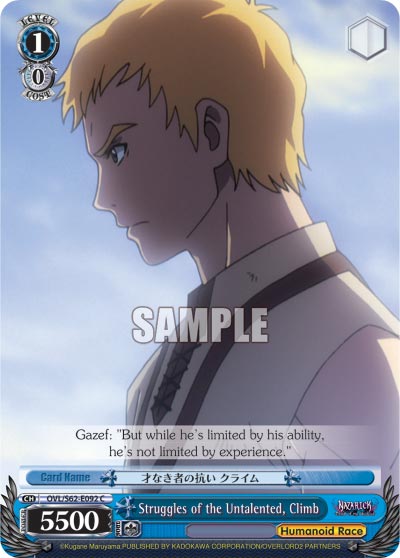 LEVEL
1
0
COST
SAMPLE
Gazef: "But while he's limited by his ability,
he's not limited by experience."
Card Name
才なき者の抗い クライム
CH
OVL/S62-E092 C
POWER
5500
Struggles of the Untalented, Climb
NAZARICK
Humanoid Race
©Kugane Maruyama,PUBLISHED BY KADOKAWA CORPORATION/OVERLORD2 PARTNERS